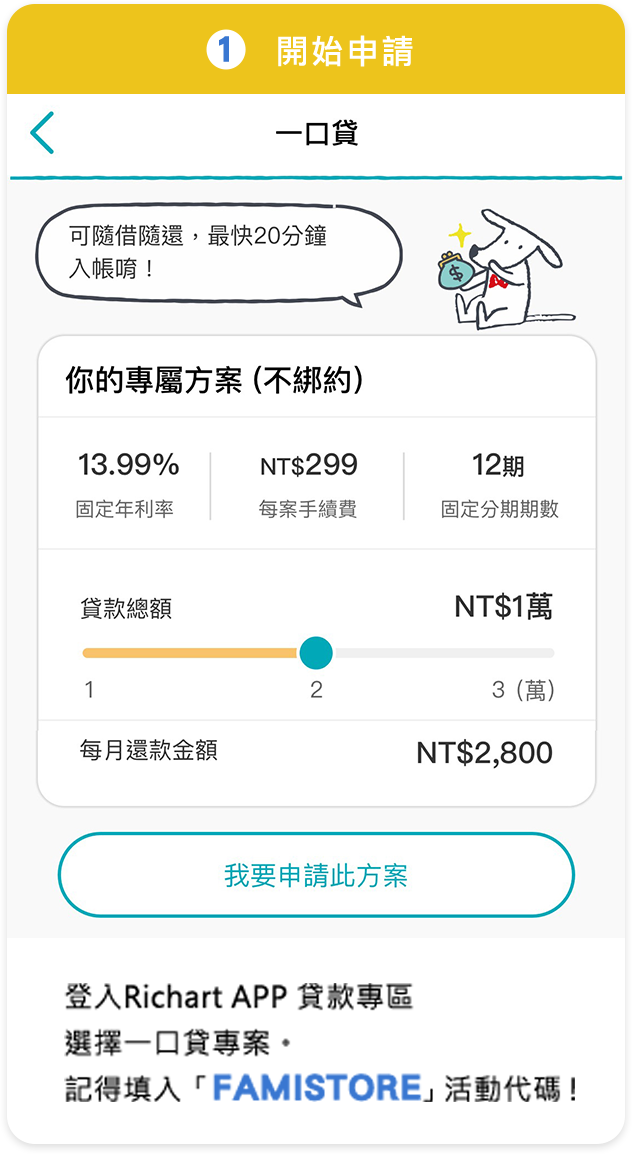 1 開始申請
一口貸
可隨借隨還，最快20分鐘
入帳唷！
$
你的專屬方案 (不綁約)
13.99% NT$299 12期
固定年利率 每案手續費 固定分期期數
貸款總額 NT$1萬
1 2 3 (萬)
每月還款金額 NT$2,800
我要申請此方案
登入Richart APP 貸款專區
選擇一口貸專案。
記得填入「FAMISTORE」活動代碼！